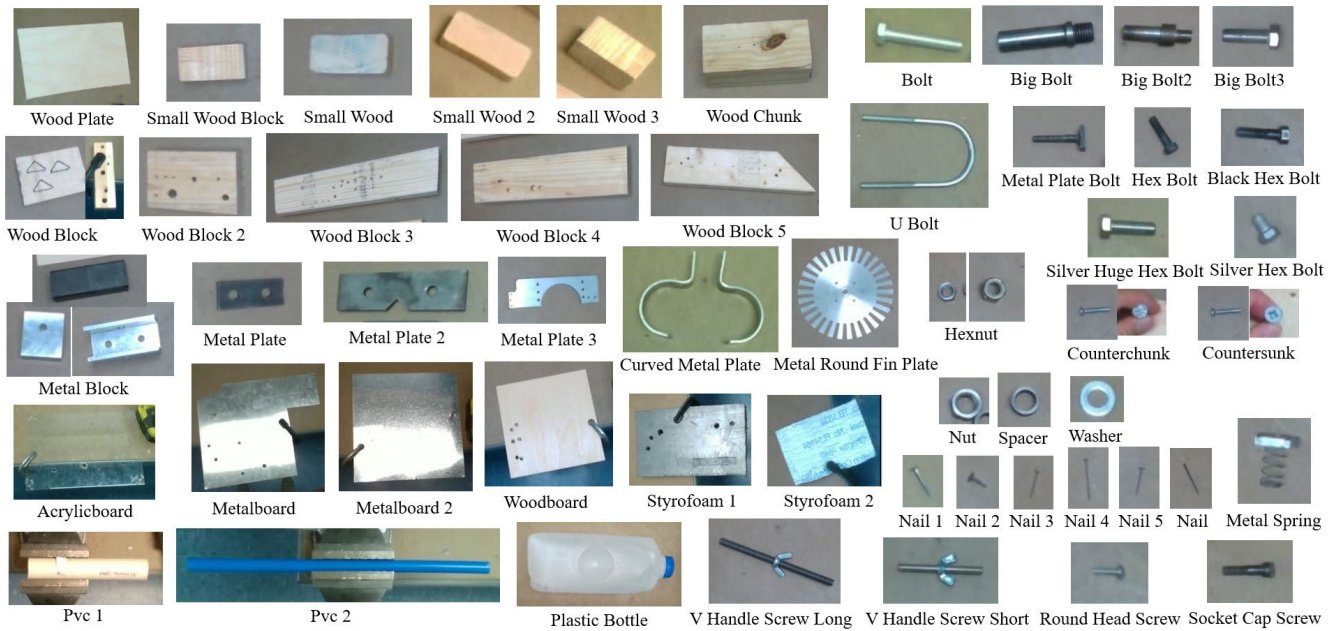 Wood Plate
Small Wood Block
Small Wood
Small Wood 2
Small Wood 3
Wood Chunk
Bolt
Big Bolt
Big Bolt2
Big Bolt3
Wood Block
Wood Block 2
Wood Block 3
Wood Block 4
Wood Block 5
U Bolt
Metal Plate Bolt
Hex Bolt
Black Hex Bolt
Silver Huge Hex Bolt
Silver Hex Bolt
Metal Block
Metal Plate
Metal Plate 2
Metal Plate 3
Curved Metal Plate
Metal Round Fin Plate
Hexnut
Counterchunk
Countersunk
Acrylicboard
Metalboard
Metalboard 2
Woodboard
Styrofoam 1
Styrofoam 2
Nut
Spacer
Washer
Nail 1
Nail 2
Nail 3
Nail 4
Nail 5
Nail
Metal Spring
Pvc 1
Pvc 2
Plastic Bottle
V Handle Screw Long
V Handle Screw Short
Round Head Screw
Socket Cap Screw